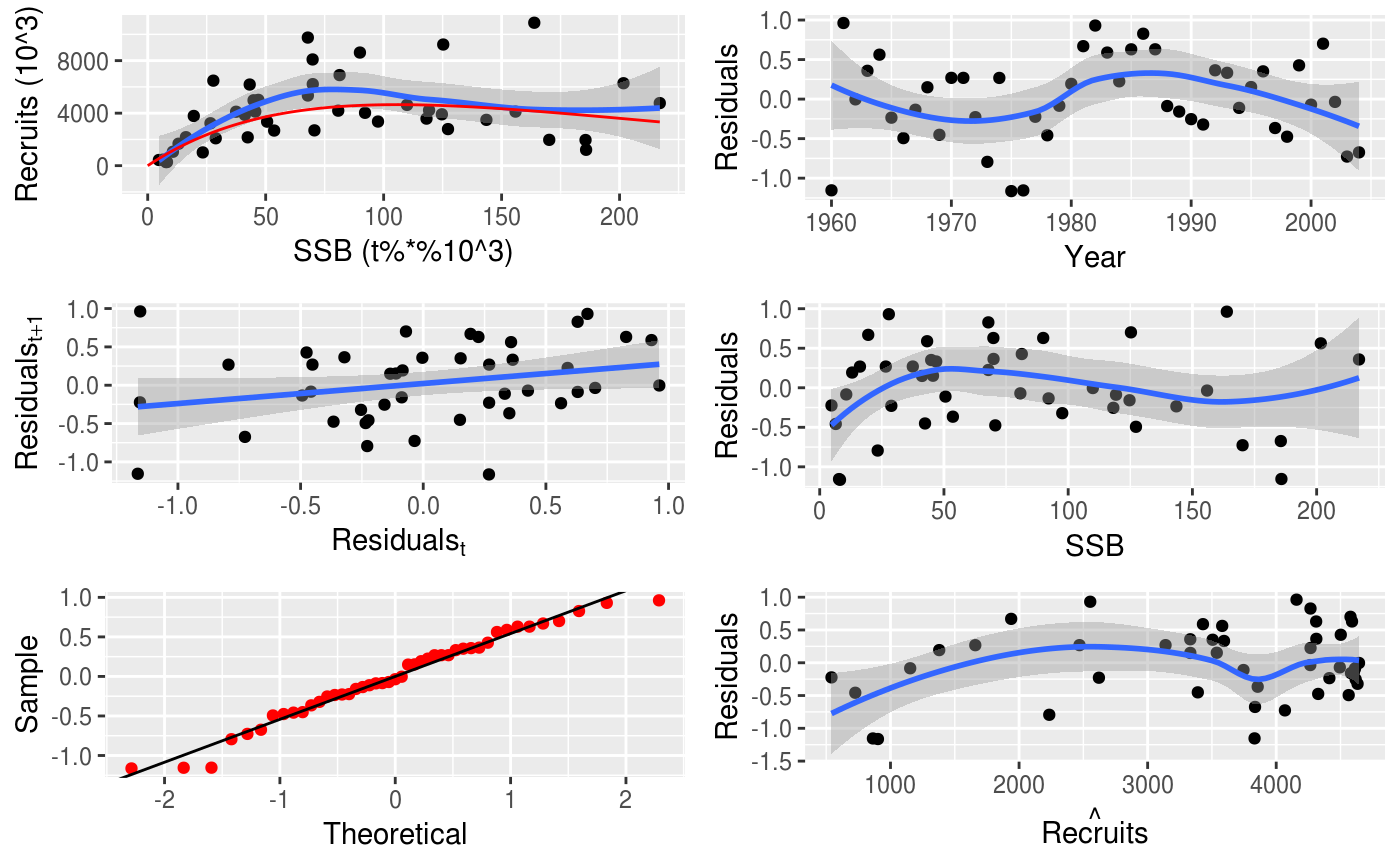 Recruits (10^3)
8000
4000
0
0 50 100 150 200
SSB (t%*%10^3)
Residuals
1.0
0.5
0.0
-0.5
-1.0
1960 1970 1980 1990 2000
Year
Residuals t+1
1.0
0.5
0.0
-0.5
-1.0
-1.0 -0.5 0.0 0.5 1.0
Residuals t
Residuals
1.0
0.5
0.0
-0.5
-1.0
0 50 100 150 200
SSB
Sample
1.0
0.5
0.0
-0.5
-1.0
-2 -1 0 1 2
Theoretical
Residuals
1.0
0.5
0.0
-0.5
-1.0
-1.5
1000 2000 3000 4000
^
Recruits